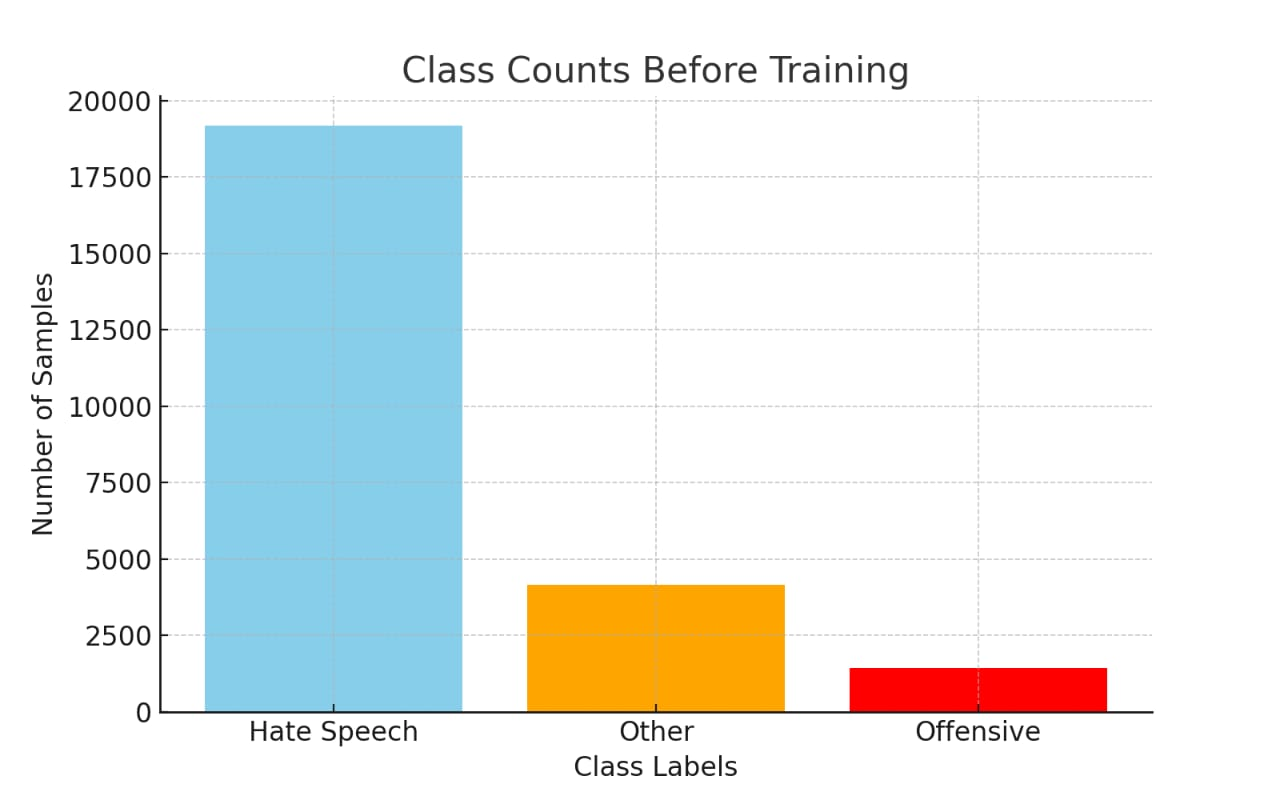 Class Counts Before Training
Number of Samples
20000
17500
15000
12500
10000
7500
5000
2500
0
Hate Speech Other Offensive
Class Labels